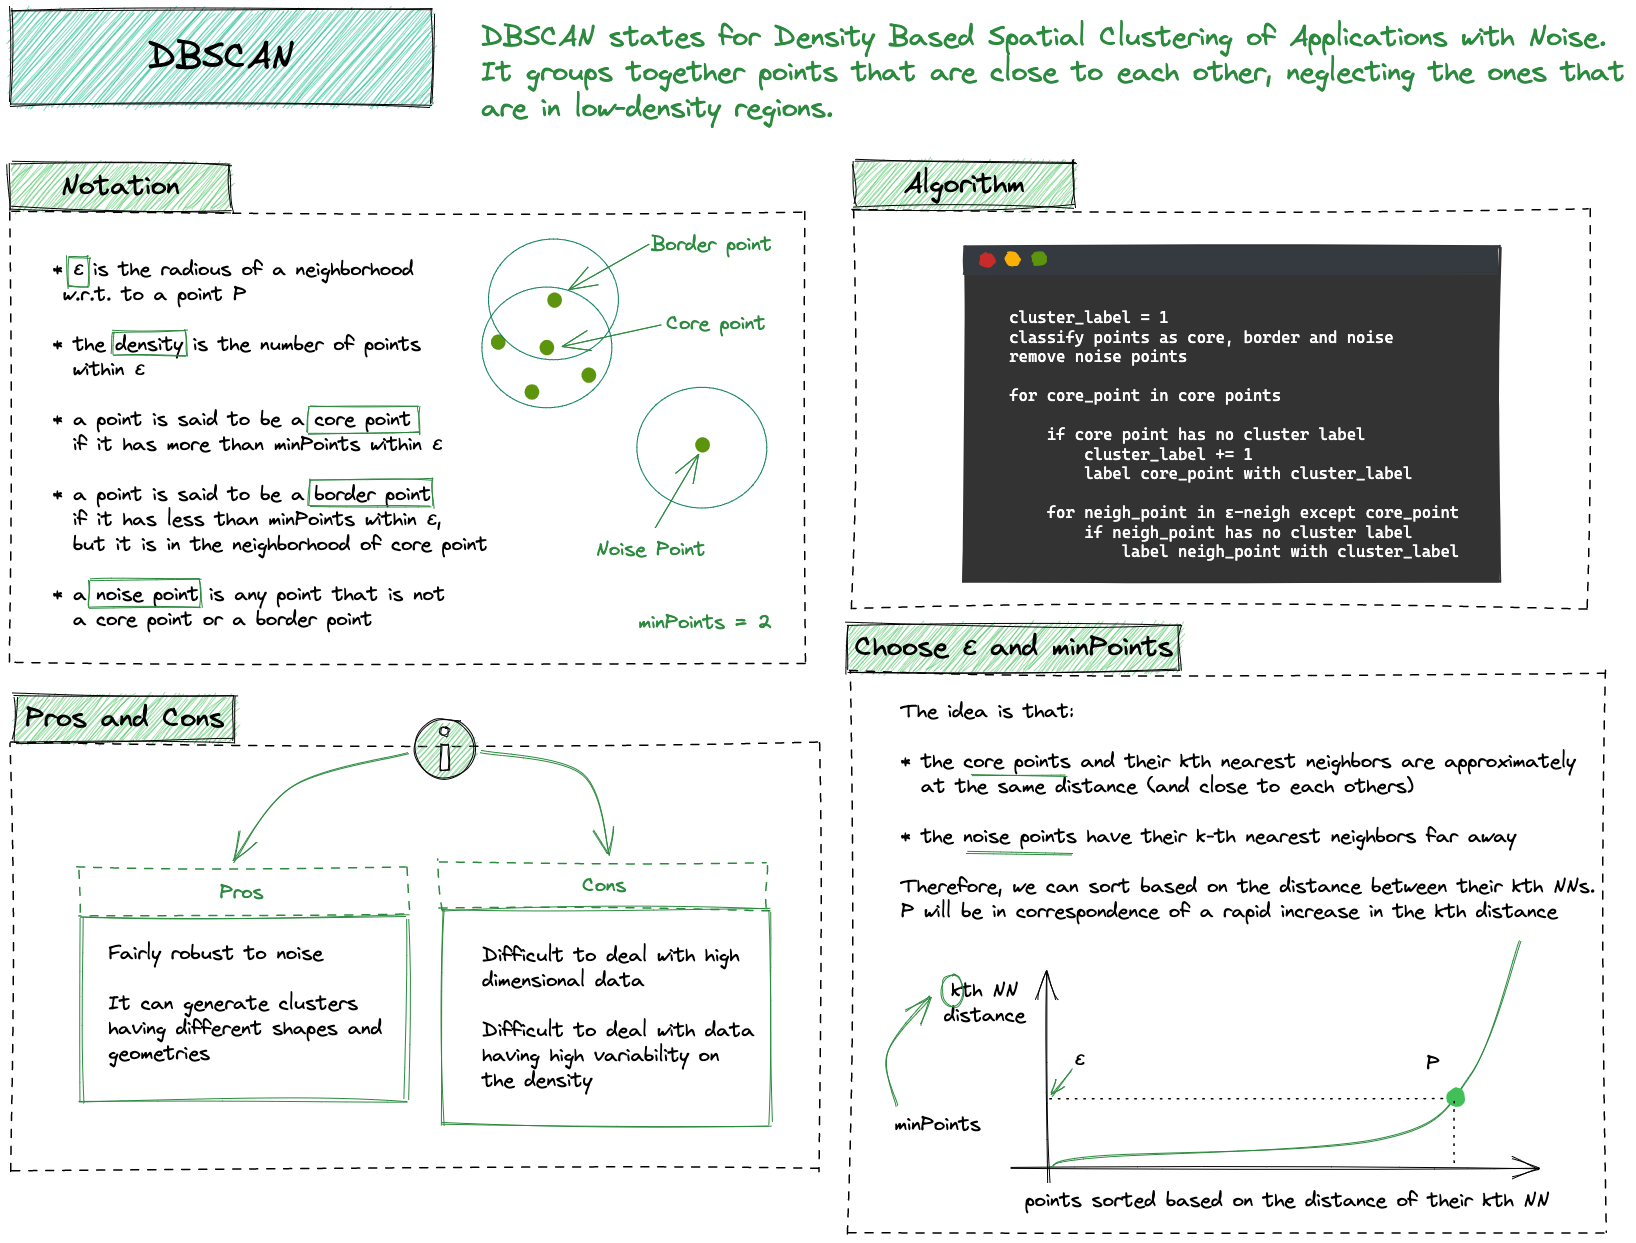 DBSCAN
DBSCAN states for Density Based Spatial Clustering of Applications with Noise.
It groups together points that are close to each other, neglecting the ones that
are in low-density regions.
Notation
* ε is the radious of a neighborhood
w.r.t. to a point P
* the density is the number of points
within ε
* a point is said to be a core point
if it has more than minPoints within ε
* a point is said to be a border point
if it has less than minPoints within ε,
but it is in the neighborhood of core point
* a noise point is any point that is not
a core point or a border point
Border point
Core point
Noise Point
minPoints = 2
Algorithm
cluster_label = 1
classify points as core, border and noise
remove noise points
for core_point in core points
if core point has no cluster label
cluster_label += 1
label core_point with cluster_label
for neigh_point in ε-neigh except core_point
if neigh_point has no cluster label
label neigh_point with cluster_label
Pros and Cons
i
Pros
Fairly robust to noise
It can generate clusters
having different shapes and
geometries
Cons
Difficult to deal with high
dimensional data
Difficult to deal with data
having high variability on
the density
Choose ε and minPoints
The idea is that:
* the core points and their kth nearest neighbors are approximately
at the same distance (and close to each others)
* the noise points have their k-th nearest neighbors far away
Therefore, we can sort based on the distance between their kth NNs.
P will be in correspondence of a rapid increase in the kth distance
kth NN
distance
ε
P
minPoints
points sorted based on the distance of their kth NN